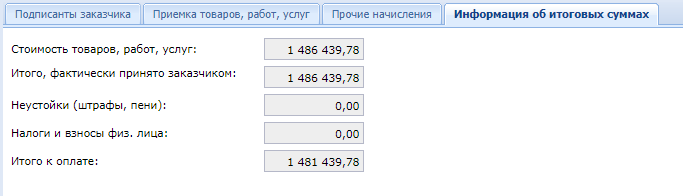 Подписанты заказчика Приемка товаров, работ, услуг Прочие начисления Информация об итоговых суммах
Стоимость товаров, работ, услуг: 1 486 439,78
Итого, фактически принято заказчиком: 1 486 439,78
Неустойки (штрафы, пени): 0,00
Налоги и взносы физ. лица: 0,00
Итого к оплате: 1 481 439,78